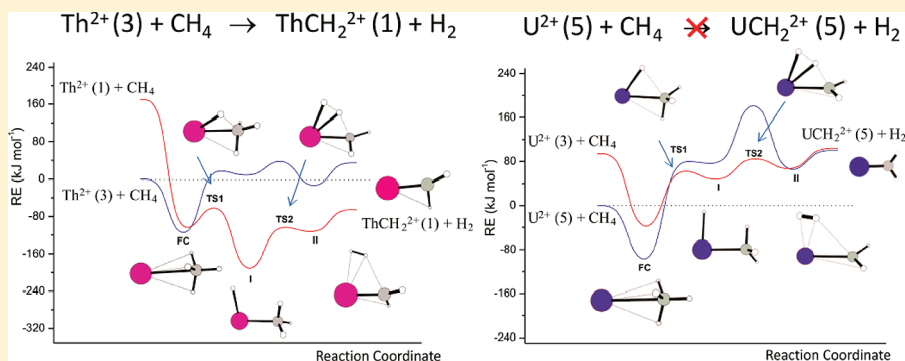 Th²⁺(3) + CH₄ → ThCH₂²⁺(1) + H₂
240
160
80
0
-80
-160
-240
-320
RE (kJ mol⁻¹)
Th²⁺(1) + CH₄
Th²⁺(3) + CH₄
TS1
TS2
FC
I
II
ThCH₂²⁺(1) + H₂
Reaction Coordinate
U²⁺(5) + CH₄ → UCH₂²⁺(5) + H₂
240
160
80
0
-80
-160
-240
RE (kJ mol⁻¹)
U²⁺(3) + CH₄
U²⁺(5) + CH₄
TS1
TS2
FC
I
II
UCH₂²⁺(5) + H₂
Reaction Coordinate